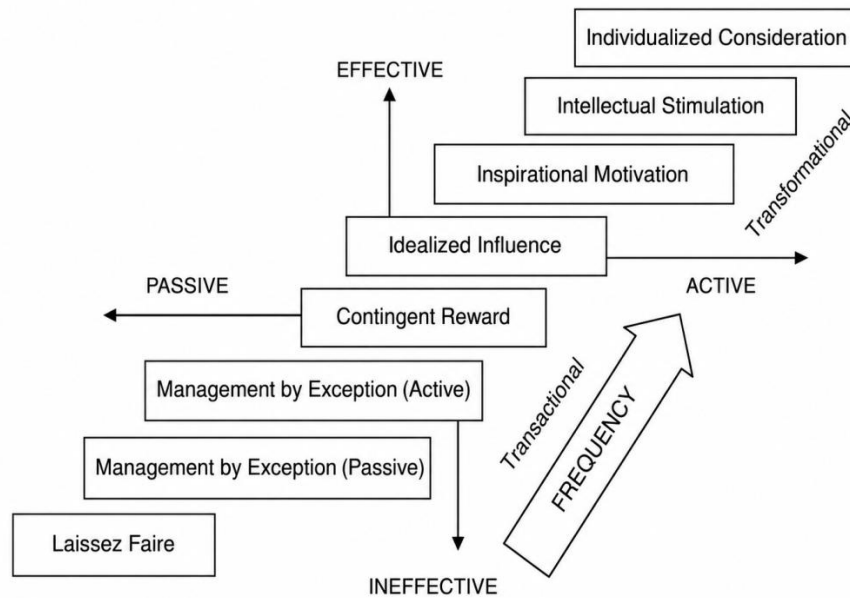 Individualized Consideration
EFFECTIVE
Intellectual Stimulation
Inspirational Motivation
Transformational
Idealized Influence
PASSIVE
ACTIVE
Contingent Reward
Management by Exception (Active)
Transactional
FREQUENCY
Management by Exception (Passive)
Laissez Faire
INEFFECTIVE